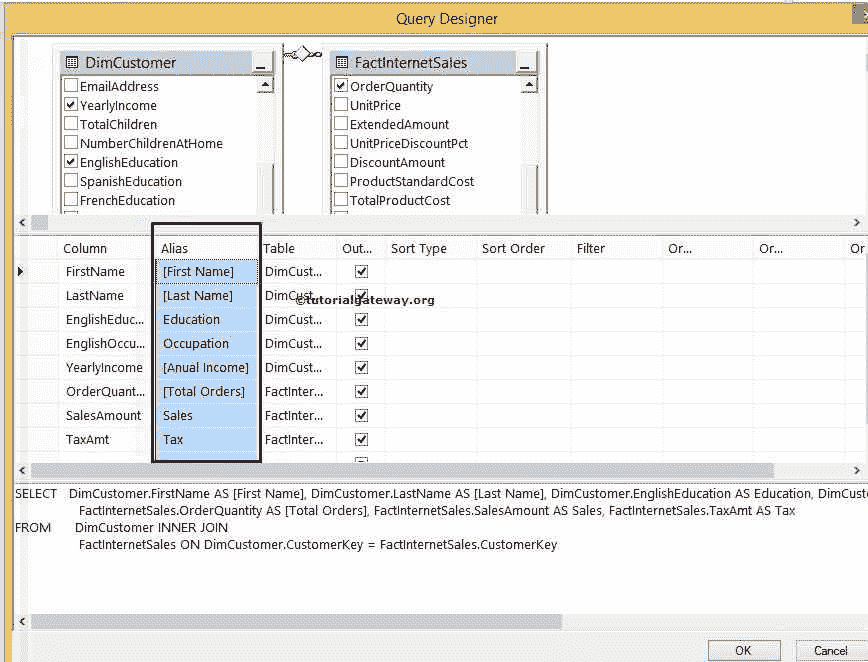 Query Designer
DimCustomer
EmailAddress
YearlyIncome
TotalChildren
NumberChildrenAtHome
EnglishEducation
SpanishEducation
FrenchEducation
FactInternetSales
OrderQuantity
UnitPrice
ExtendedAmount
UnitPriceDiscountPct
DiscountAmount
ProductStandardCost
TotalProductCost
Column Alias Table Out... Sort Type Sort Order Filter Or... Or... Or
FirstName [First Name] DimCust...
LastName [Last Name] DimCust...
©tutorialgateway.org
EnglishEduc... Education DimCust...
EnglishOccu... Occupation DimCust...
YearlyIncome [Anual Income] DimCust...
OrderQuant... [Total Orders] FactInter...
SalesAmount Sales FactInter...
TaxAmt Tax FactInter...
SELECT DimCustomer.FirstName AS [First Name], DimCustomer.LastName AS [Last Name], DimCustomer.EnglishEducation AS Education, DimCusto
FactInternetSales.OrderQuantity AS [Total Orders], FactInternetSales.SalesAmount AS Sales, FactInternetSales.TaxAmt AS Tax
FROM DimCustomer INNER JOIN
FactInternetSales ON DimCustomer.CustomerKey = FactInternetSales.CustomerKey
OK Cancel